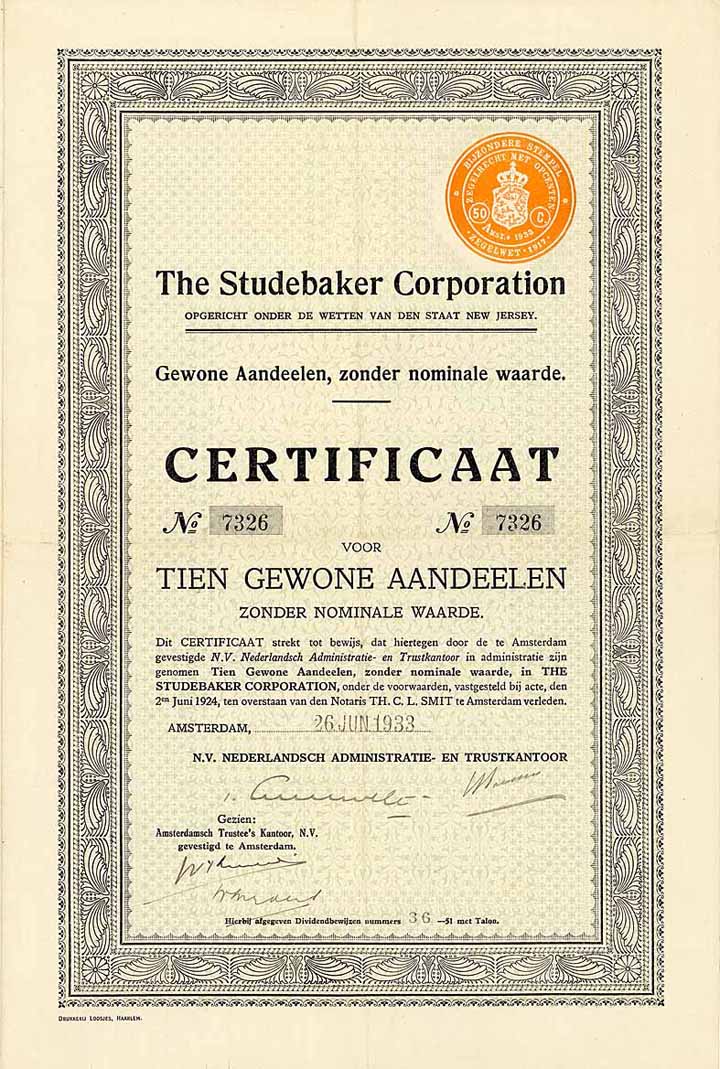 BIJZONDERE STEMPEL
ZEGELRECHT MET OPCENTEN
50 C.
AMST. 1933
ZEGELWET 1917
The Studebaker Corporation
OPGERICHT ONDER DE WETTEN VAN DEN STAAT NEW JERSEY.
Gewone Aandeelen, zonder nominale waarde.
CERTIFICAAT
No 7326 No 7326
VOOR
TIEN GEWONE AANDEELEN
ZONDER NOMINALE WAARDE.
Dit CERTIFICAAT strekt tot bewijs, dat hiertegen door de te Amsterdam
gevestigde N.V. Nederlandsch Administratie- en Trustkantoor in administratie zijn
genomen Tien Gewone Aandeelen, zonder nominale waarde, in THE
STUDEBAKER CORPORATION, onder de voorwaarden, vastgesteld bij acte, den
2en Juni 1924, ten overstaan van den Notaris TH. C. L. SMIT te Amsterdam verleden.
AMSTERDAM, 26 JUN 1933
N.V. NEDERLANDSCH ADMINISTRATIE- EN TRUSTKANTOOR
Gezien:
Amsterdamsch Trustee's Kantoor, N.V.
gevestigd te Amsterdam.
Hierbij afgegeven Dividendbewijzen nummers 36 —51 met Talon.
DRUKKERIJ LOOSJES, HAARLEM.